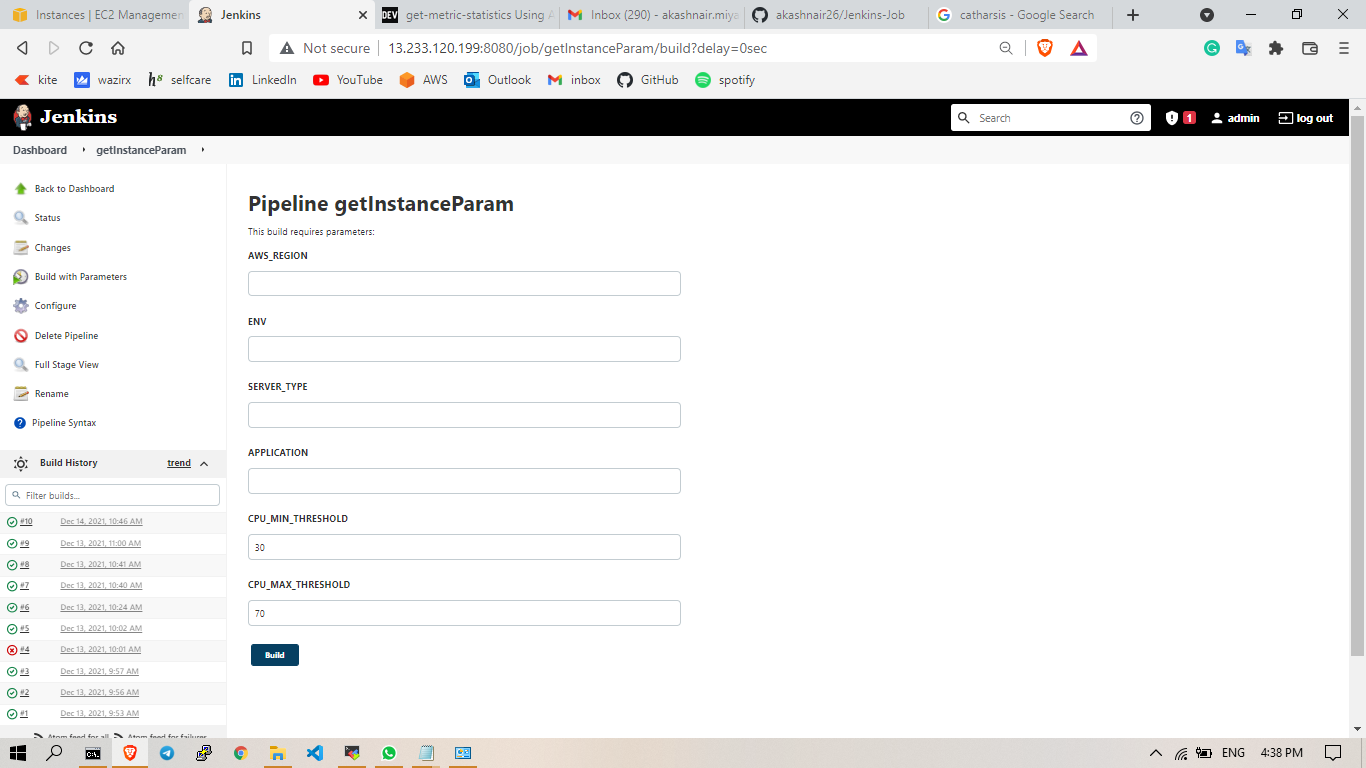 Instances | EC2 Managemen
Jenkins
get-metric-statistics Using A
Inbox (290) - akashnair.miya
akashnair26/Jenkins-Job
catharsis - Google Search
Not secure
13.233.120.199:8080/job/getInstanceParam/build?delay=0sec
kite
wazirx
selfcare
LinkedIn
YouTube
AWS
Outlook
inbox
GitHub
spotify
Jenkins
Search
1
admin
log out
Dashboard
getInstanceParam
Back to Dashboard
Status
Changes
Build with Parameters
Configure
Delete Pipeline
Full Stage View
Rename
Pipeline Syntax
Build History
trend
Filter builds...
#10 Dec 14, 2021, 10:46 AM
#9 Dec 13, 2021, 11:00 AM
#8 Dec 13, 2021, 10:41 AM
#7 Dec 13, 2021, 10:40 AM
#6 Dec 13, 2021, 10:24 AM
#5 Dec 13, 2021, 10:02 AM
#4 Dec 13, 2021, 10:01 AM
#3 Dec 13, 2021, 9:57 AM
#2 Dec 13, 2021, 9:56 AM
#1 Dec 13, 2021, 9:53 AM
Atom feed for all
Atom feed for failures
Pipeline getInstanceParam
This build requires parameters:
AWS_REGION
ENV
SERVER_TYPE
APPLICATION
CPU_MIN_THRESHOLD
30
CPU_MAX_THRESHOLD
70
Build
ENG
4:38 PM